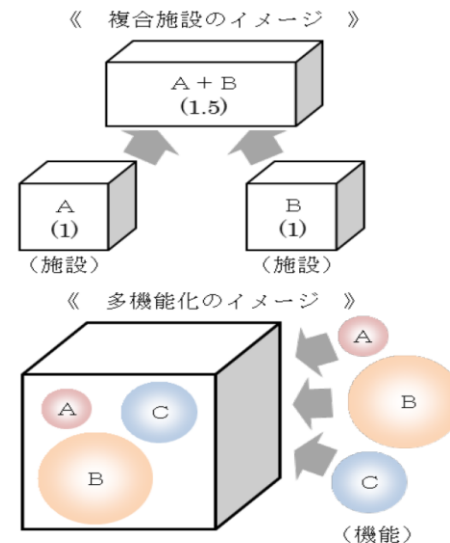 《 複合施設のイメージ 》
A + B
(1.5)
A
(1)
B
(1)
(施設)
(施設)
《 多機能化のイメージ 》
A
C
B
A
B
C
(機能)